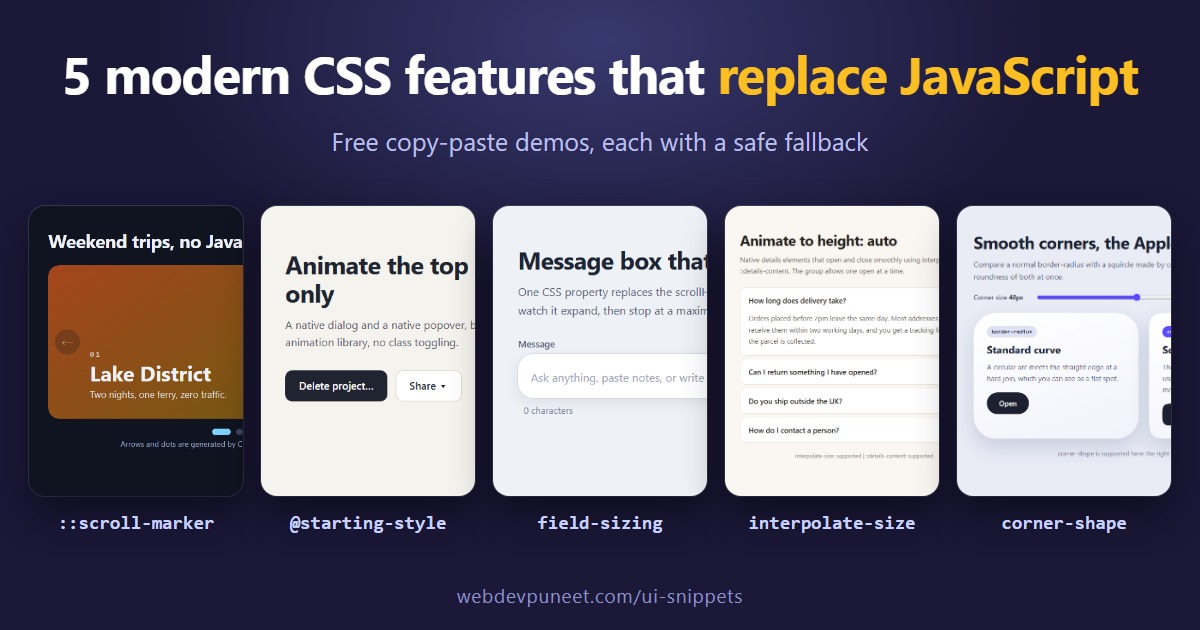 5 modern CSS features that replace JavaScript
Free copy-paste demos, each with a safe fallback
Weekend trips, no Java
←
01
Lake District
Two nights, one ferry, zero traffic.
Arrows and dots are generated by C
::scroll-marker
Animate the top
only
A native dialog and a native popover, b
animation library, no class toggling.
Delete project...
Share ▾
@starting-style
Message box that
One CSS property replaces the scrollH
watch it expand, then stop at a maxim
Message
Ask anything, paste notes, or write
0 characters
field-sizing
Animate to height: auto
Native details elements that open and close smoothly using interp
::details-content. The group allows one open at a time.
How long does delivery take?
Orders placed before 2pm leave the same day. Most addresses
receive them within two working days, and you get a tracking li
the parcel is collected.
Can I return something I have opened?
Do you ship outside the UK?
How do I contact a person?
interpolate-size: supported | ::details-content: supported
interpolate-size
Smooth corners, the Appl
Compare a normal border-radius with a squircle made by c
roundness of both at once.
Corner size 48px
border-radius
Standard curve
A circular arc meets the straight edge at a
hard join, which you can see as a flat spot.
Open
Sc
Th
us
mo
corner-shape is supported here: the right
corner-shape
webdevpuneet.com/ui-snippets